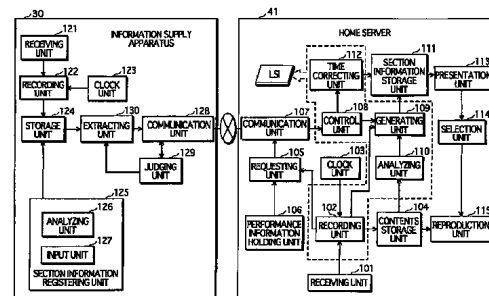 30
INFORMATION SUPPLY APPARATUS
121
RECEIVING UNIT
122
RECORDING UNIT
123
CLOCK UNIT
124
STORAGE UNIT
130
EXTRACTING UNIT
128
COMMUNICATION UNIT
129
JUDGING UNIT
125
ANALYZING UNIT
126
INPUT UNIT
127
SECTION INFORMATION REGISTERING UNIT
41
HOME SERVER
LSI
112
TIME CORRECTING UNIT
111
SECTION INFORMATION STORAGE UNIT
113
PRESENTATION UNIT
107
COMMUNICATION UNIT
108
CONTROL UNIT
109
GENERATING UNIT
114
SELECTION UNIT
105
REQUESTING UNIT
103
CLOCK UNIT
110
ANALYZING UNIT
106
PERFORMANCE INFORMATION HOLDING UNIT
102
RECORDING UNIT
104
CONTENTS STORAGE UNIT
115
REPRODUCTION UNIT
101
RECEIVING UNIT